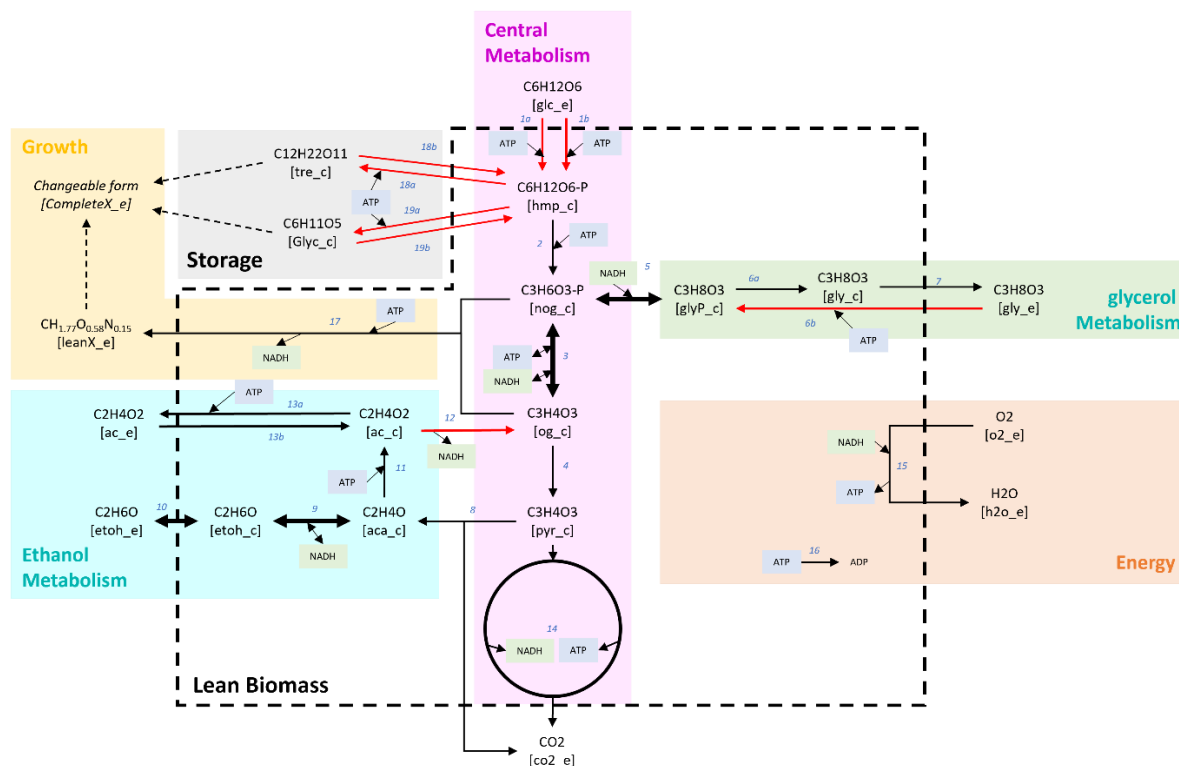 Central
Metabolism
C6H12O6
[glc_e]
1a
1b
ATP
ATP
Growth
Changeable form
[CompleteX_e]
C12H22O11
[tre_c]
18b
18a
ATP
C6H11O5
[Glyc_c]
19a
19b
Storage
C6H12O6-P
[hmp_c]
2
ATP
C3H6O3-P
[nog_c]
NADH
5
C3H8O3
[glyP_c]
6a
C3H8O3
[gly_c]
7
C3H8O3
[gly_e]
6b
ATP
glycerol
Metabolism
CH1.77O0.58N0.15
[leanX_e]
17
ATP
NADH
ATP
NADH
3
C2H4O2
[ac_e]
13a
ATP
13b
C2H4O2
[ac_c]
12
NADH
C3H4O3
[og_c]
11
ATP
4
C2H6O
[etoh_e]
10
C2H6O
[etoh_c]
9
NADH
C2H4O
[aca_c]
8
C3H4O3
[pyr_c]
Ethanol
Metabolism
O2
[o2_e]
NADH
15
ATP
H2O
[h2o_e]
ATP
16
ADP
Energy
14
NADH
ATP
Lean Biomass
CO2
[co2_e]